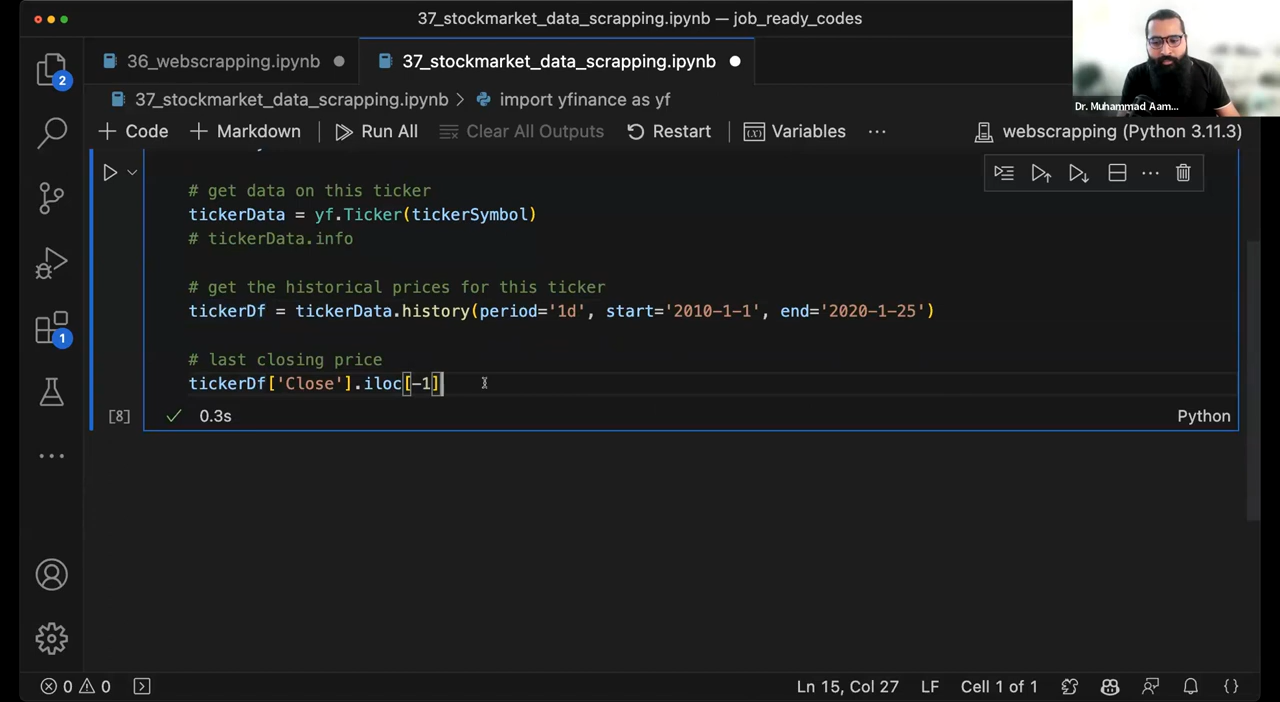 37_stockmarket_data_scrapping.ipynb — job_ready_codes
36_webscrapping.ipynb
37_stockmarket_data_scrapping.ipynb
Dr. Muhammad Aam...
37_stockmarket_data_scrapping.ipynb > import yfinance as yf
+ Code + Markdown Run All Clear All Outputs Restart Variables ... webscrapping (Python 3.11.3)
# get data on this ticker
tickerData = yf.Ticker(tickerSymbol)
# tickerData.info
# get the historical prices for this ticker
tickerDf = tickerData.history(period='1d', start='2010-1-1', end='2020-1-25')
# last closing price
tickerDf['Close'].iloc[-1]
[8] 0.3s Python
2
1
0 0 Ln 15, Col 27 LF Cell 1 of 1